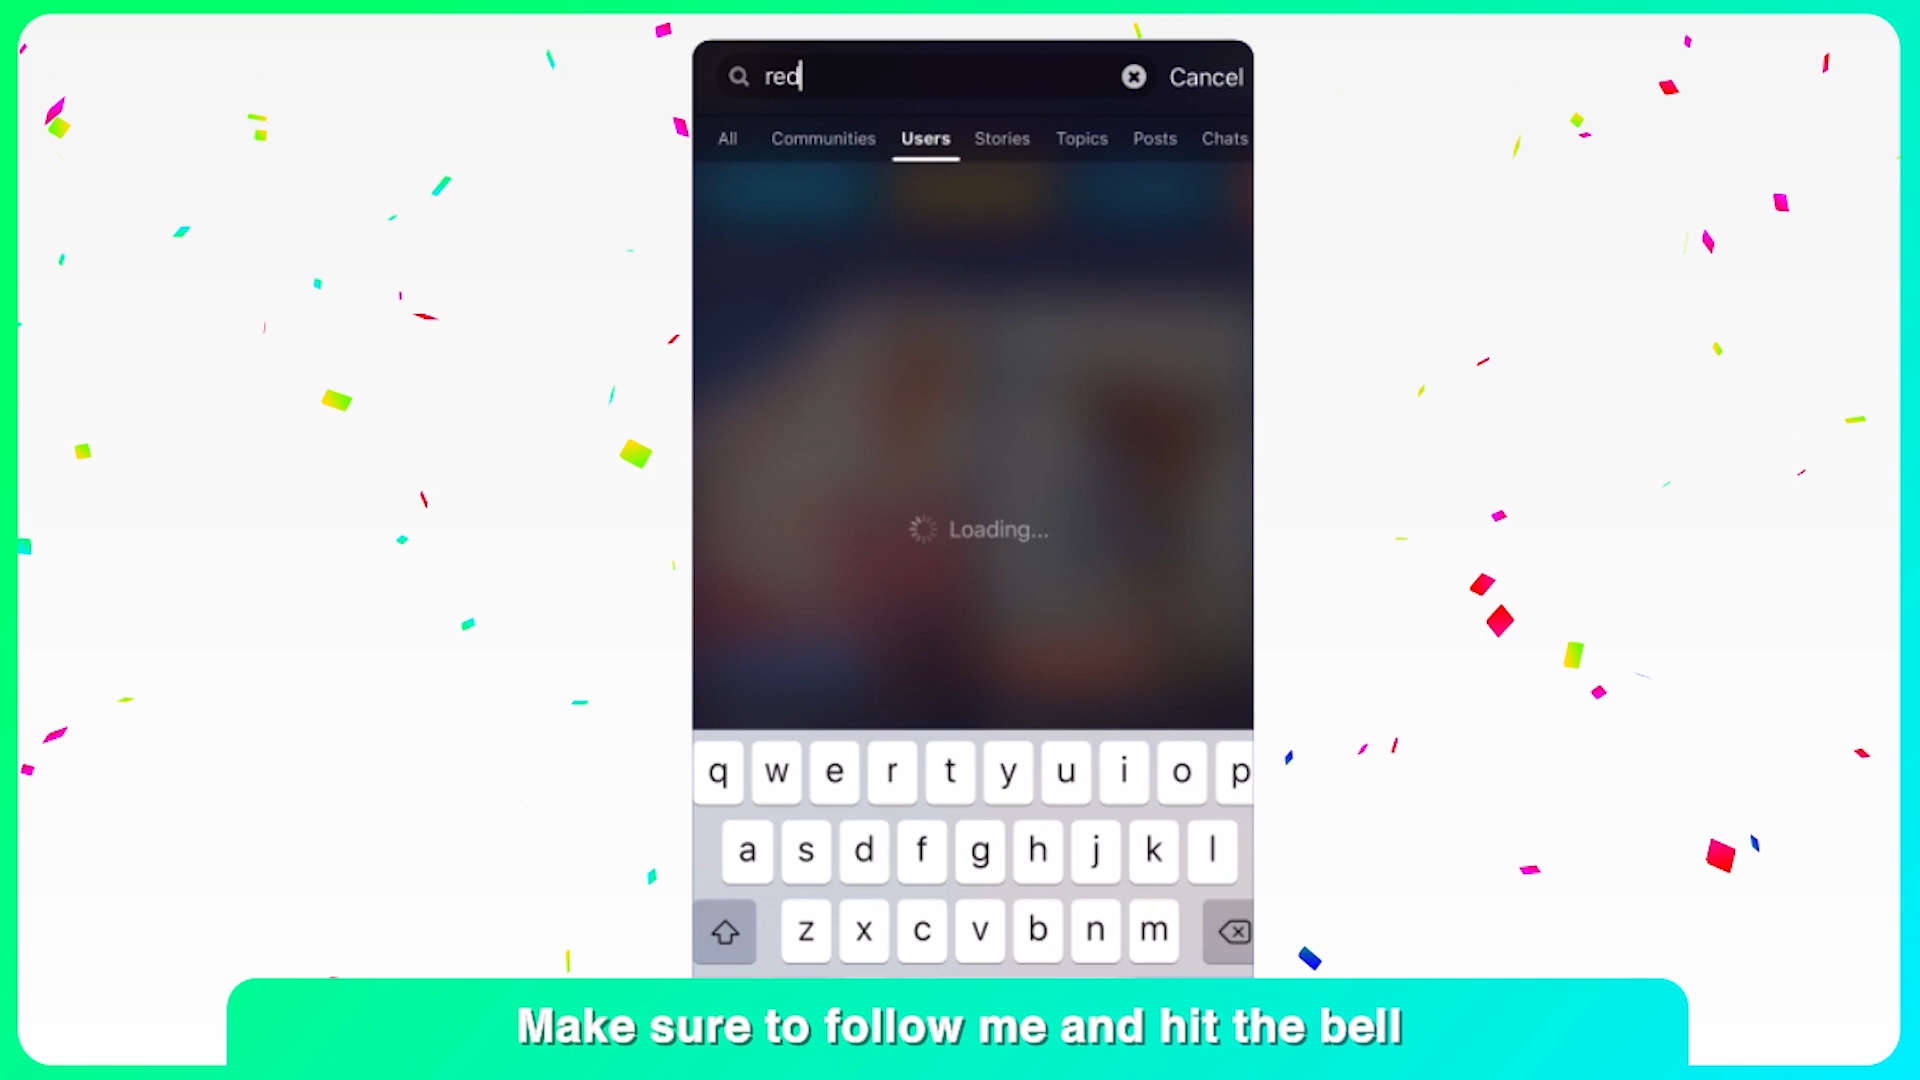 red Cancel
All Communities Users Stories Topics Posts Chats
Loading...
q w e r t y u i o p
a s d f g h j k l
z x c v b n m
Make sure to follow me and hit the bell